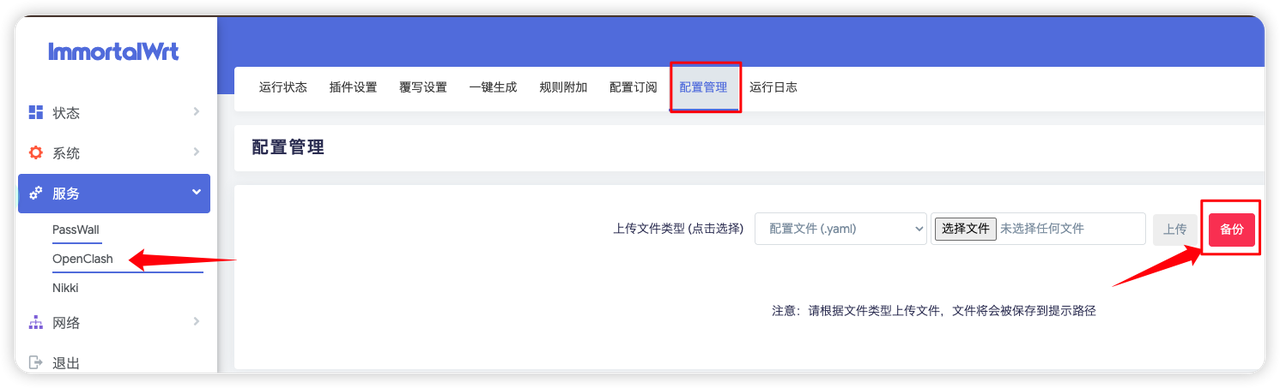 ImmortalWrt
状态
系统
服务
PassWall
OpenClash
Nikki
网络
退出
运行状态 插件设置 覆写设置 一键生成 规则附加 配置订阅 配置管理 运行日志
配置管理
上传文件类型 (点击选择) 配置文件 (.yaml) 选择文件 未选择任何文件 上传 备份
注意：请根据文件类型上传文件，文件将会被保存到提示路径